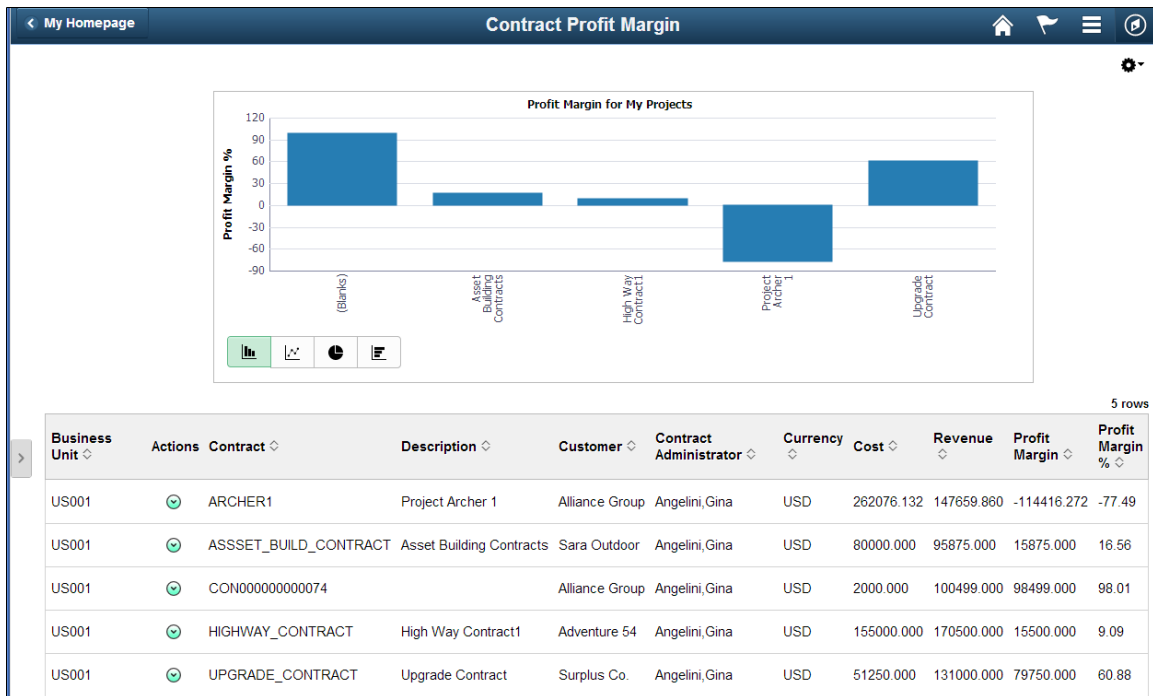 My Homepage
Contract Profit Margin
Profit Margin for My Projects
Profit Margin %
120
90
60
30
0
-30
-60
-90
(Blanks)
Asset
Building
Contracts
High Way
Contract1
Project
Archer 1
Upgrade
Contract
5 rows
Business Unit Actions Contract Description Customer Contract Administrator Currency Cost Revenue Profit Margin Profit Margin %
US001 ARCHER1 Project Archer 1 Alliance Group Angelini,Gina USD 262076.132 147659.860 -114416.272 -77.49
US001 ASSSET_BUILD_CONTRACT Asset Building Contracts Sara Outdoor Angelini,Gina USD 80000.000 95875.000 15875.000 16.56
US001 CON000000000074 Alliance Group Angelini,Gina USD 2000.000 100499.000 98499.000 98.01
US001 HIGHWAY_CONTRACT High Way Contract1 Adventure 54 Angelini,Gina USD 155000.000 170500.000 15500.000 9.09
US001 UPGRADE_CONTRACT Upgrade Contract Surplus Co. Angelini,Gina USD 51250.000 131000.000 79750.000 60.88